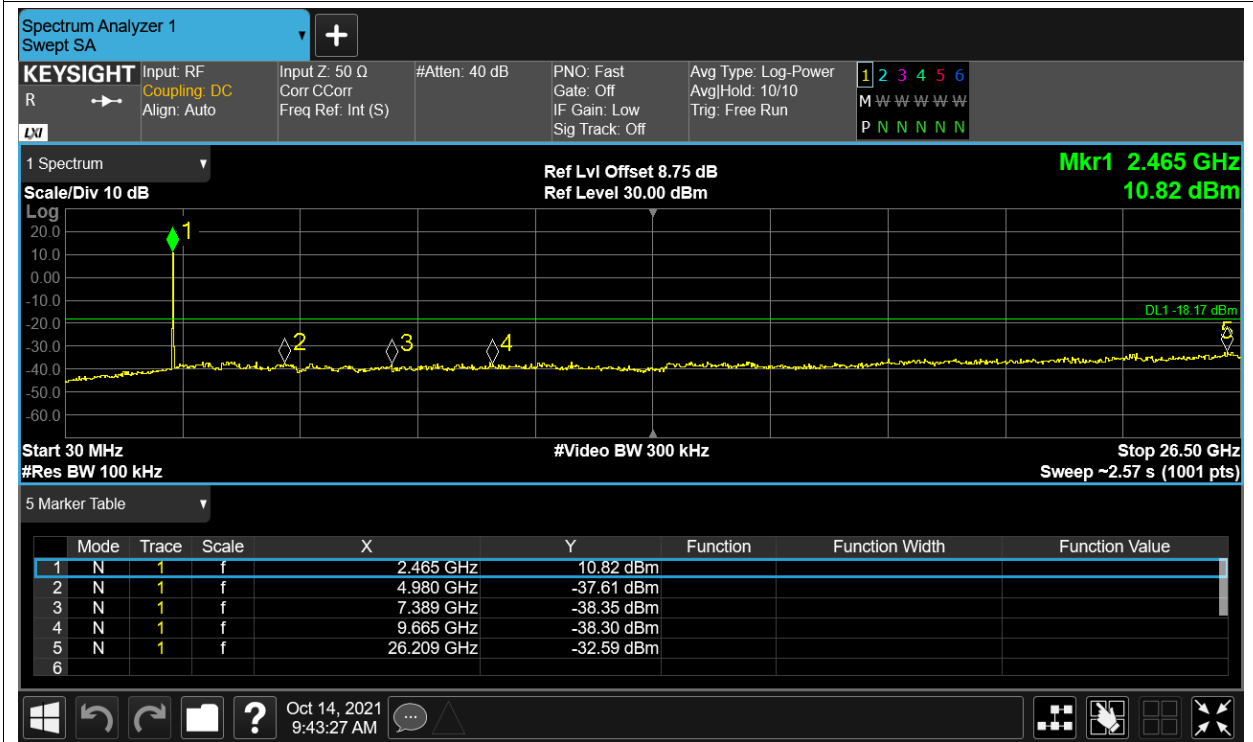 Spectrum Analyzer 1
Swept SA
KEYSIGHT
R
LXI
Input: RF
Coupling: DC
Align: Auto
Input Z: 50 Ω
Corr CCorr
Freq Ref: Int (S)
#Atten: 40 dB
PNO: Fast
Gate: Off
IF Gain: Low
Sig Track: Off
Avg Type: Log-Power
Avg|Hold: 10/10
Trig: Free Run
1 2 3 4 5 6
M W W W W W
P N N N N N
1 Spectrum
Scale/Div 10 dB
Ref Lvl Offset 8.75 dB
Ref Level 30.00 dBm
Mkr1 2.465 GHz
10.82 dBm
Log
20.0
10.0
0.00
-10.0
-20.0
-30.0
-40.0
-50.0
-60.0
1
2
3
4
5
DL1 -18.17 dBm
Start 30 MHz
#Res BW 100 kHz
#Video BW 300 kHz
Stop 26.50 GHz
Sweep ~2.57 s (1001 pts)
5 Marker Table
Mode Trace Scale X Y Function Function Width Function Value
1 N 1 f 2.465 GHz 10.82 dBm
2 N 1 f 4.980 GHz -37.61 dBm
3 N 1 f 7.389 GHz -38.35 dBm
4 N 1 f 9.665 GHz -38.30 dBm
5 N 1 f 26.209 GHz -32.59 dBm
6
?
Oct 14, 2021
9:43:27 AM